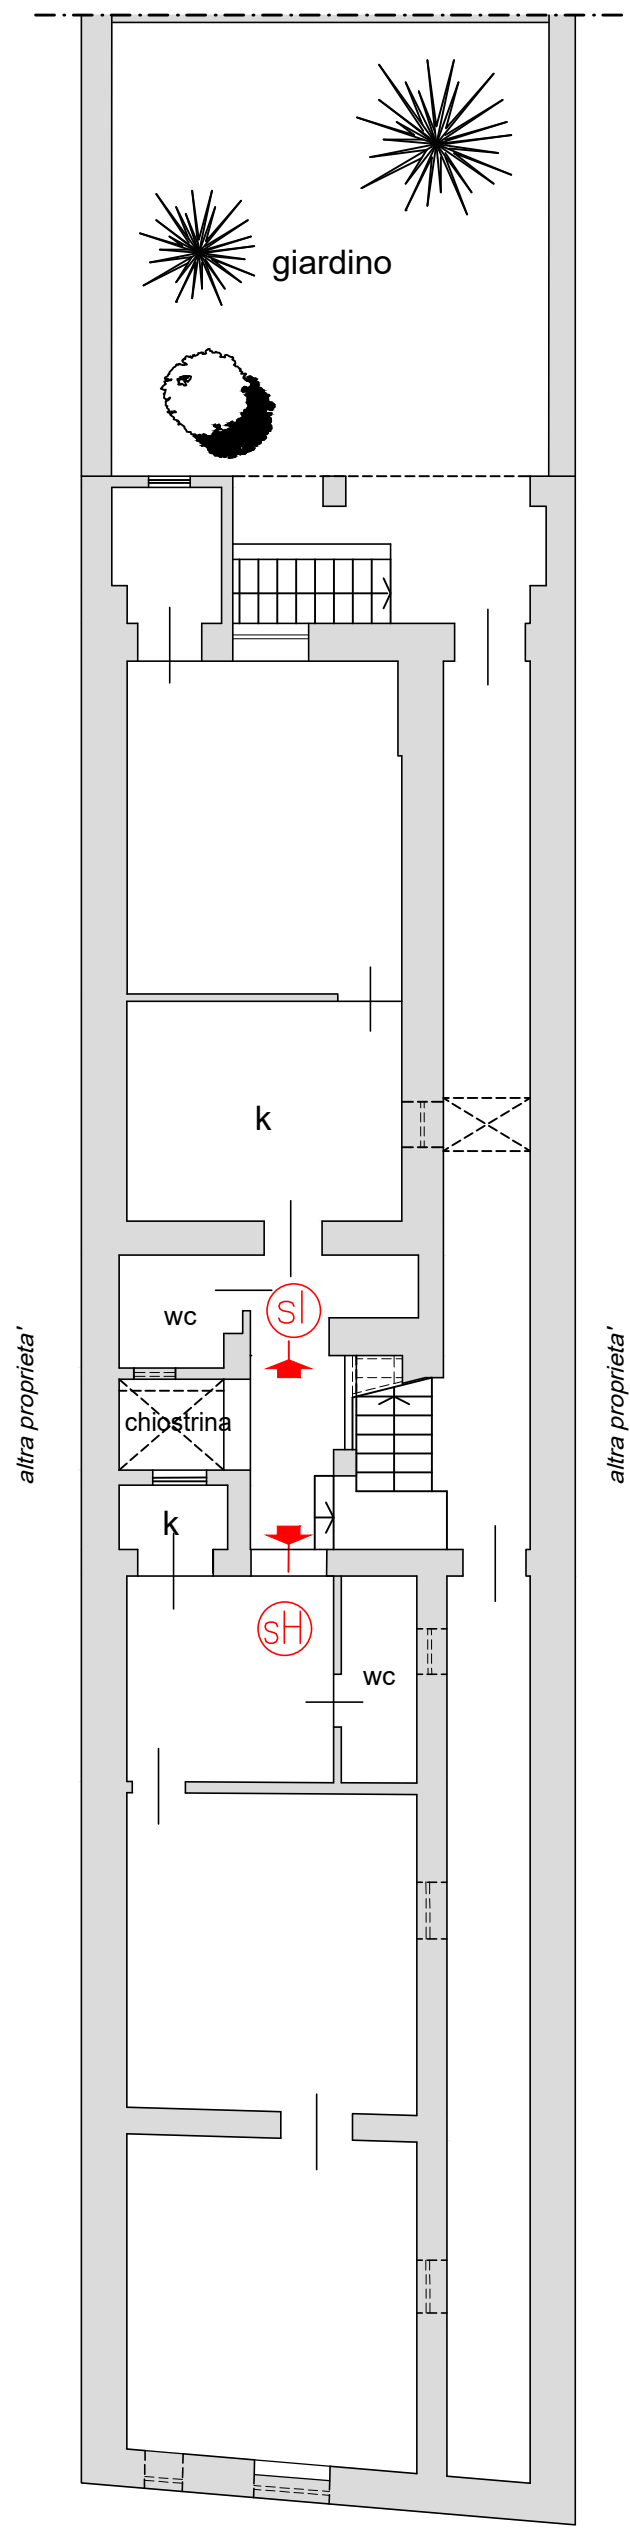 giardino
k
wc
sI
chiostrina
k
sH
wc
altra proprieta'
altra proprieta'